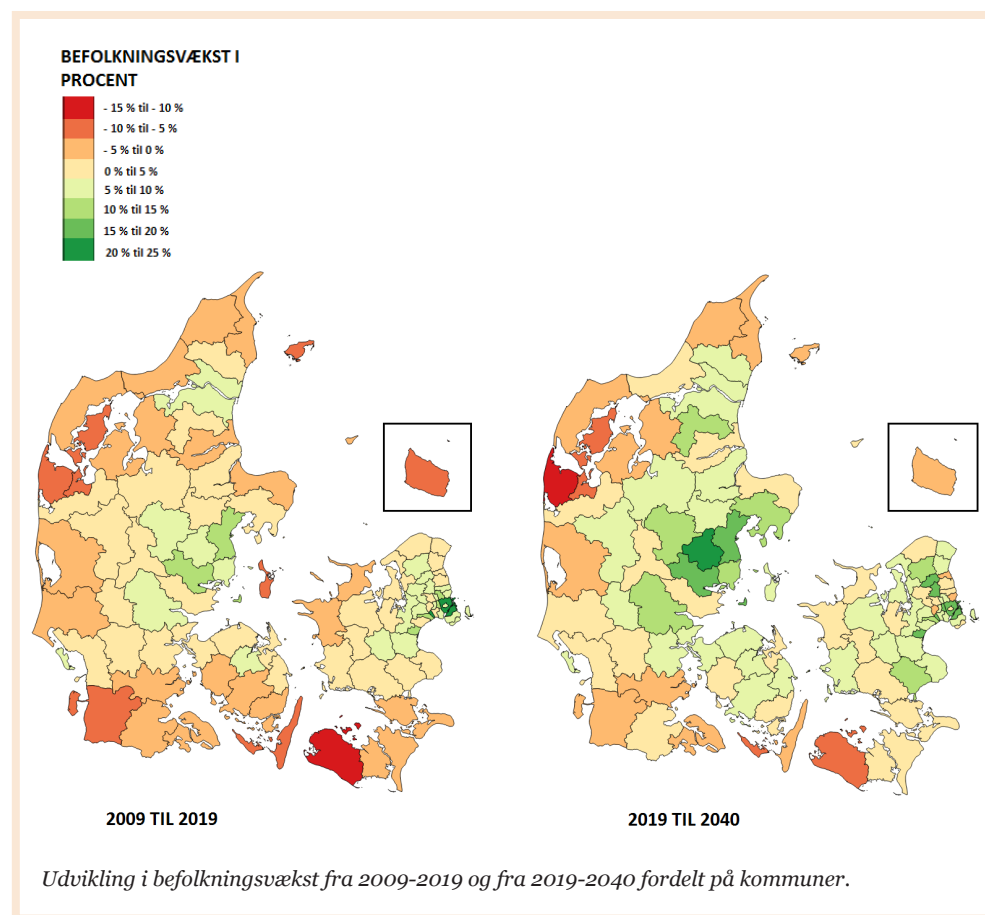 BEFOLKNINGSVÆKST I
PROCENT
- 15 % til - 10 %
- 10 % til - 5 %
- 5 % til 0 %
0 % til 5 %
5 % til 10 %
10 % til 15 %
15 % til 20 %
20 % til 25 %
2009 TIL 2019
2019 TIL 2040
Udvikling i befolkningsvækst fra 2009-2019 og fra 2019-2040 fordelt på kommuner.